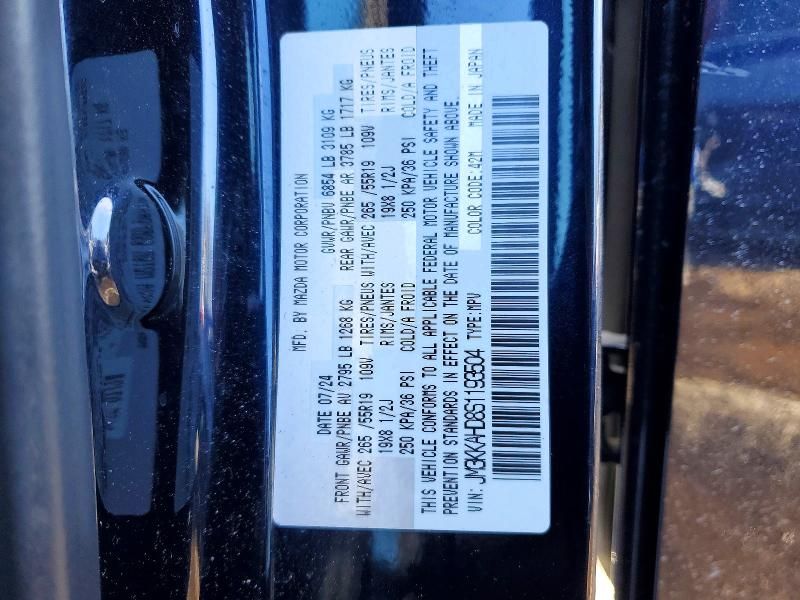 MFD. BY MAZDA MOTOR CORPORATION
DATE 07/24 GVWR/PNBV 6854 LB 3109 KG
FRONT GAWR/PNBE AV 2795 LB 1268 KG REAR GAWR/PNBE AR 3785 LB 1717 KG
WITH/AVEC 265 /55R19 109V TIRES/PNEUS WITH/AVEC 265 /55R19 109V TIRES/PNEUS
19X8 1/2J RIMS/JANTES 19X8 1/2J RIMS/JANTES
250 KPA/36 PSI COLD/A FROID 250 KPA/36 PSI COLD/A FROID
THIS VEHICLE CONFORMS TO ALL APPLICABLE FEDERAL MOTOR VEHICLE SAFETY AND THEFT
PREVENTION STANDARDS IN EFFECT ON THE DATE OF MANUFACTURE SHOWN ABOVE.
VIN: JM3KKAHD8S1193504 TYPE:MPV COLOR CODE:42M MADE IN JAPAN